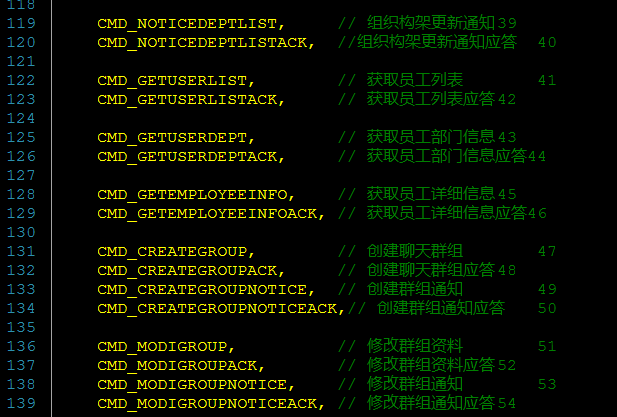 118
119 CMD_NOTICEDEPTLIST, // 组织构架更新通知39
120 CMD_NOTICEDEPTLISTACK, //组织构架更新通知应答 40
121
122 CMD_GETUSERLIST, // 获取员工列表 41
123 CMD_GETUSERLISTACK, // 获取员工列表应答42
124
125 CMD_GETUSERDEPT, // 获取员工部门信息43
126 CMD_GETUSERDEPTACK, // 获取员工部门信息应答44
127
128 CMD_GETEMPLOYEEINFO, // 获取员工详细信息45
129 CMD_GETEMPLOYEEINFOACK, // 获取员工详细信息应答46
130
131 CMD_CREATEGROUP, // 创建聊天群组 47
132 CMD_CREATEGROUPACK, // 创建聊天群组应答48
133 CMD_CREATEGROUPNOTICE, // 创建群组通知 49
134 CMD_CREATEGROUPNOTICEACK,// 创建群组通知应答 50
135
136 CMD_MODIGROUP, // 修改群组资料 51
137 CMD_MODIGROUPACK, // 修改群组资料应答52
138 CMD_MODIGROUPNOTICE, // 修改群组通知 53
139 CMD_MODIGROUPNOTICEACK, // 修改群组通知应答54